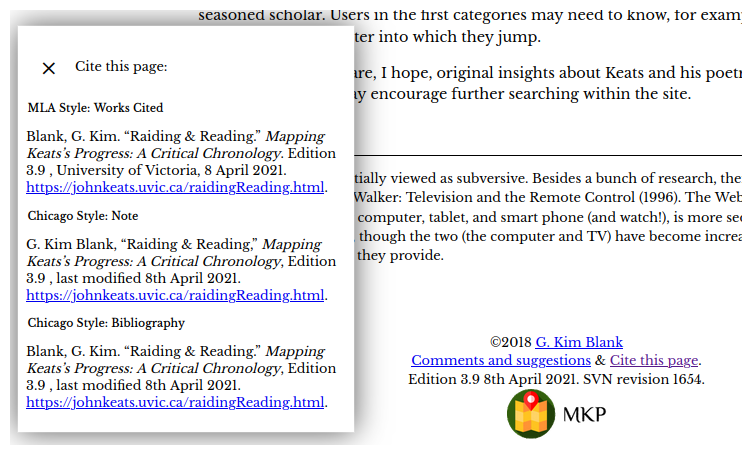 seasoned scholar. Users in the first categories may need to know, for
ter into which they jump.
are, I hope, original insights about Keats and his
ay encourage further searching within the site.
Cite this page:
MLA Style: Works Cited
Blank, G. Kim. “Raiding & Reading.” Mapping
Keats’s Progress: A Critical Chronology. Edition
3.9 , University of Victoria, 8 April 2021.
https://johnkeats.uvic.ca/raidingReading.html.
Chicago Style: Note
G. Kim Blank, “Raiding & Reading,” Mapping
Keats’s Progress: A Critical Chronology, Edition
3.9 , last modified 8th April 2021.
https://johnkeats.uvic.ca/raidingReading.html.
Chicago Style: Bibliography
Blank, G. Kim. “Raiding & Reading.” Mapping
Keats’s Progress: A Critical Chronology, Edition
3.9 , last modified 8th April 2021.
https://johnkeats.uvic.ca/raidingReading.html.
tially viewed as subversive. Besides a bunch of research, the
Walker: Television and the Remote Control (1996). The Web
computer, tablet, and smart phone (and watch!), is more
, though the two (the computer and TV) have become
they provide.
©2018 G. Kim Blank
Comments and suggestions & Cite this page.
Edition 3.9 8th April 2021. SVN revision 1654.
MKP